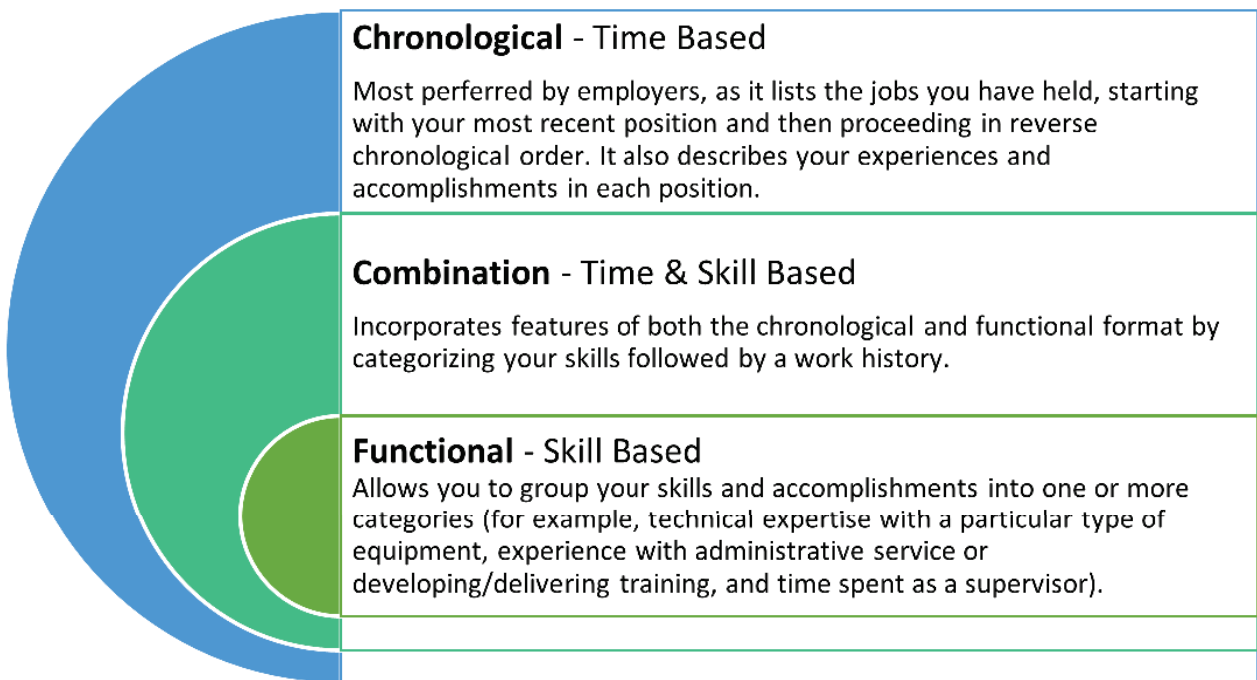 Chronological - Time Based
Most perferred by employers, as it lists the jobs you have held, starting
with your most recent position and then proceeding in reverse
chronological order. It also describes your experiences and
accomplishments in each position.
Combination - Time & Skill Based
Incorporates features of both the chronological and functional format by
categorizing your skills followed by a work history.
Functional - Skill Based
Allows you to group your skills and accomplishments into one or more
categories (for example, technical expertise with a particular type of
equipment, experience with administrative service or
developing/delivering training, and time spent as a supervisor).